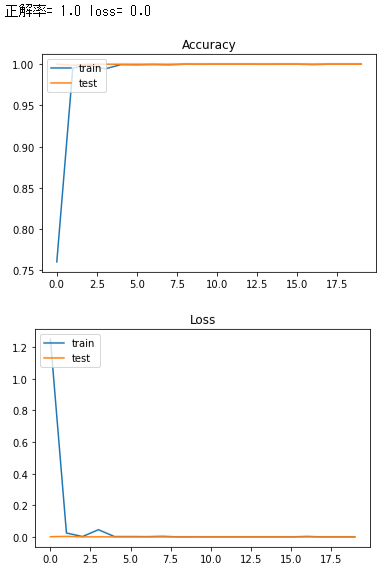 正解率= 1.0 loss= 0.0
Accuracy
1.00
0.95
0.90
0.85
0.80
0.75
train
test
0.0 2.5 5.0 7.5 10.0 12.5 15.0 17.5
Loss
1.2
1.0
0.8
0.6
0.4
0.2
0.0
train
test
0.0 2.5 5.0 7.5 10.0 12.5 15.0 17.5